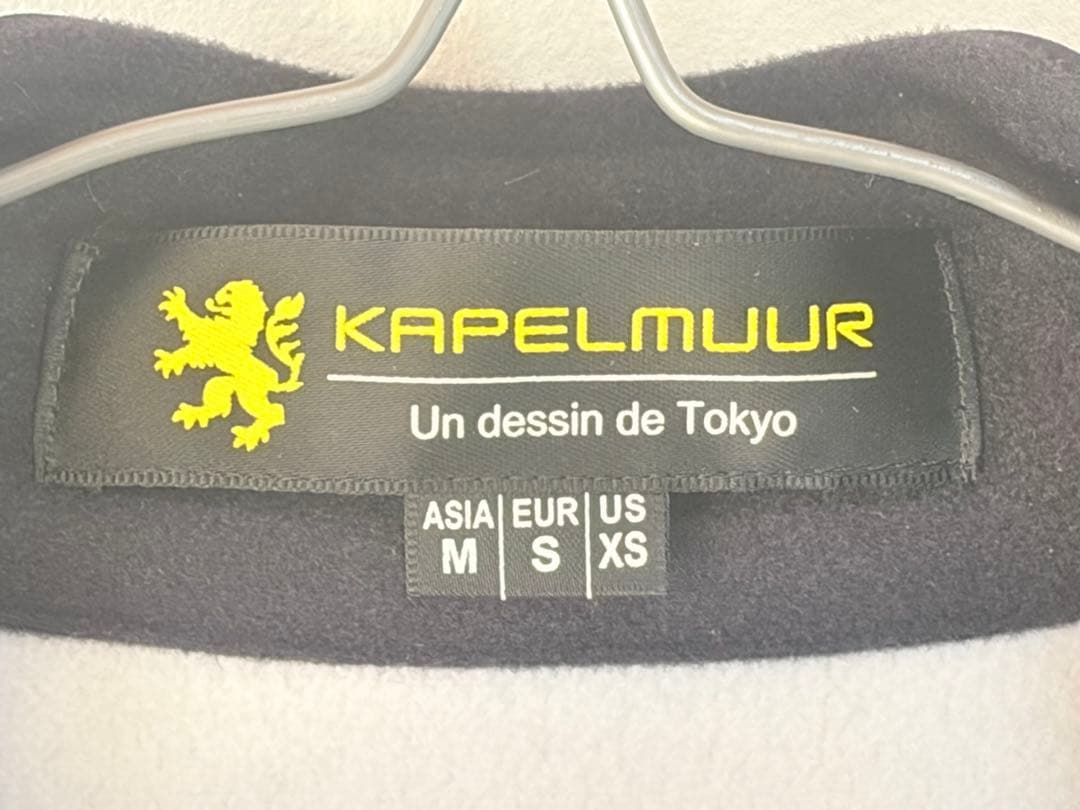 KAPELMUUR
Un dessin de Tokyo
ASIA EUR US
M S XS